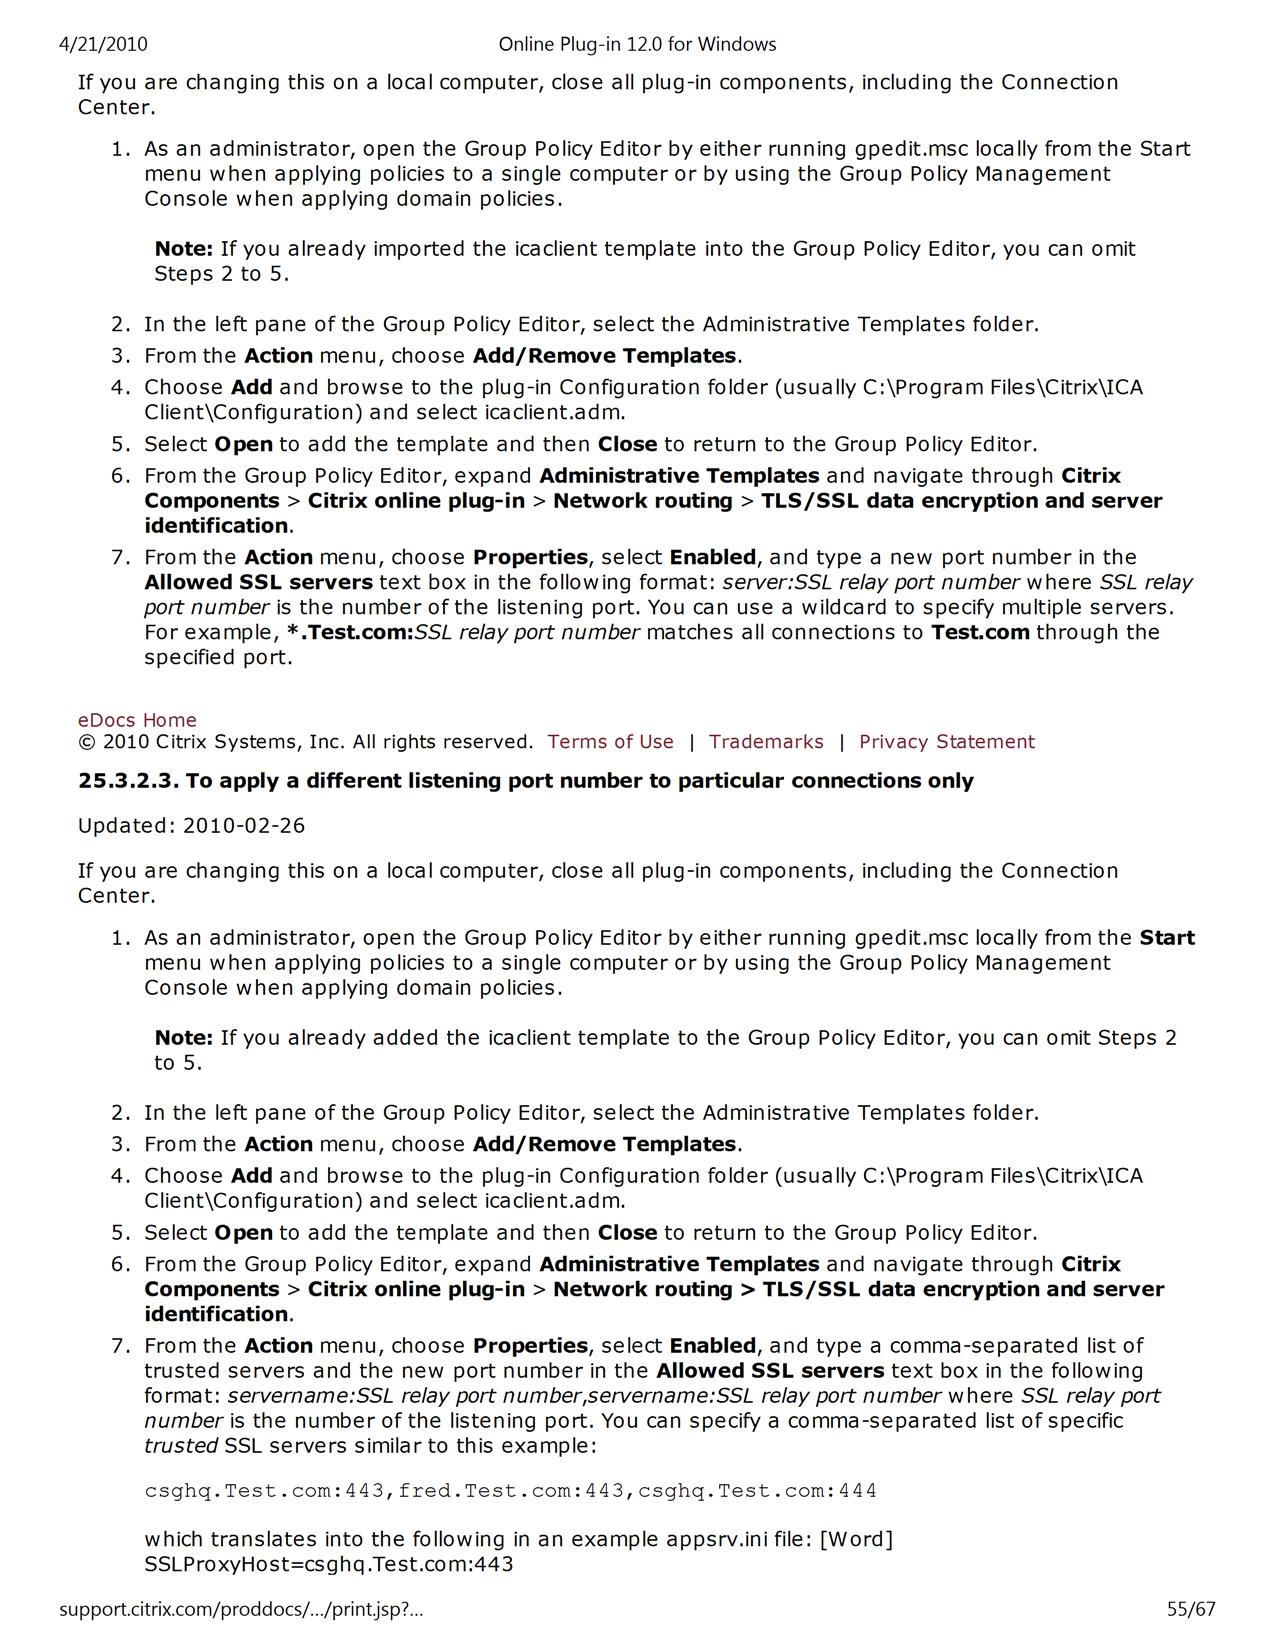 4/21/2010 Online Plug-in 12.0 for Windows
If you are changing this on a local computer, close all plug-in components, including the Connection
Center.
1. As an administrator, open the Group Policy Editor by either running gpedit.msc locally from the Start
menu when applying policies to a single computer or by using the Group Policy Management
Console when applying domain policies.
Note: If you already imported the icaclient template into the Group Policy Editor, you can omit
Steps 2 to 5.
2. In the left pane of the Group Policy Editor, select the Administrative Templates folder.
3. From the Action menu, choose Add/Remove Templates.
4. Choose Add and browse to the plug-in Configuration folder (usually C:\Program Files\Citrix\ICA
Client\Configuration) and select icaclient.adm.
5. Select Open to add the template and then Close to return to the Group Policy Editor.
6. From the Group Policy Editor, expand Administrative Templates and navigate through Citrix
Components > Citrix online plug-in > Network routing > TLS/SSL data encryption and server
identification.
7. From the Action menu, choose Properties, select Enabled, and type a new port number in the
Allowed SSL servers text box in the following format: server:SSL relay port number where SSL relay
port number is the number of the listening port. You can use a wildcard to specify multiple servers.
For example, *.Test.com:SSL relay port number matches all connections to Test.com through the
specified port.
eDocs Home
© 2010 Citrix Systems, Inc. All rights reserved. Terms of Use | Trademarks | Privacy Statement
25.3.2.3. To apply a different listening port number to particular connections only
Updated: 2010-02-26
If you are changing this on a local computer, close all plug-in components, including the Connection
Center.
1. As an administrator, open the Group Policy Editor by either running gpedit.msc locally from the Start
menu when applying policies to a single computer or by using the Group Policy Management
Console when applying domain policies.
Note: If you already added the icaclient template to the Group Policy Editor, you can omit Steps 2
to 5.
2. In the left pane of the Group Policy Editor, select the Administrative Templates folder.
3. From the Action menu, choose Add/Remove Templates.
4. Choose Add and browse to the plug-in Configuration folder (usually C:\Program Files\Citrix\ICA
Client\Configuration) and select icaclient.adm.
5. Select Open to add the template and then Close to return to the Group Policy Editor.
6. From the Group Policy Editor, expand Administrative Templates and navigate through Citrix
Components > Citrix online plug-in > Network routing > TLS/SSL data encryption and server
identification.
7. From the Action menu, choose Properties, select Enabled, and type a comma-separated list of
trusted servers and the new port number in the Allowed SSL servers text box in the following
format: servername:SSL relay port number,servername:SSL relay port number where SSL relay port
number is the number of the listening port. You can specify a comma-separated list of specific
trusted SSL servers similar to this example:
csghq.Test.com:443,fred.Test.com:443,csghq.Test.com:444
which translates into the following in an example appsrv.ini file: [Word]
SSLProxyHost=csghq.Test.com:443
support.citrix.com/proddocs/.../print.jsp?... 55/67